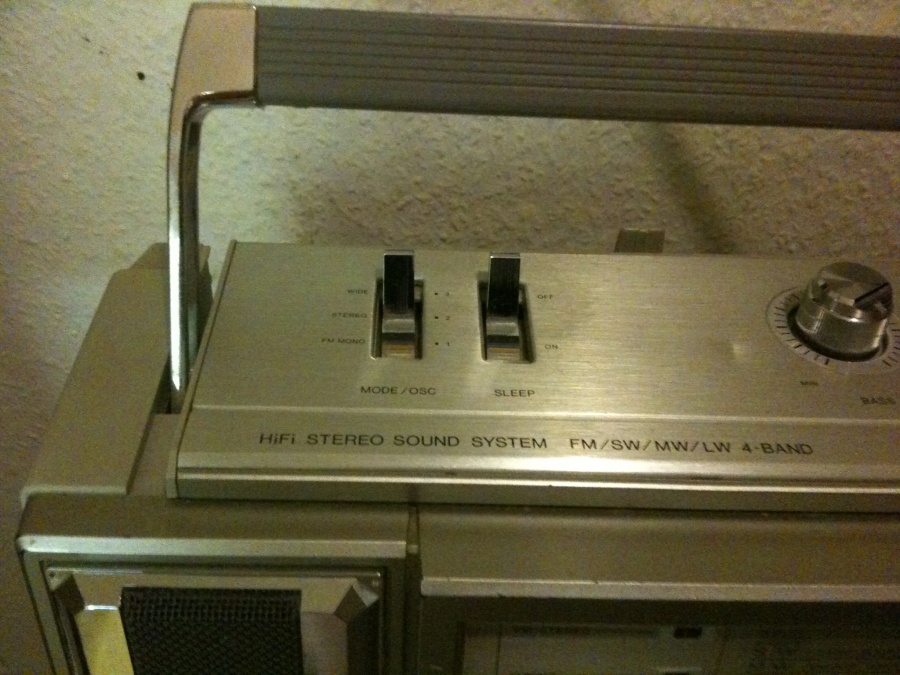 WIDE • 3
STEREO • 2
FM MONO • 1
OFF
ON
MODE/OSC
SLEEP
MIN
BASS
HiFi STEREO SOUND SYSTEM FM/SW/MW/LW 4-BAND